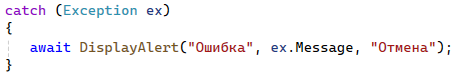 catch (Exception ex)
{
    await DisplayAlert("Ошибка", ex.Message, "Отмена");
}